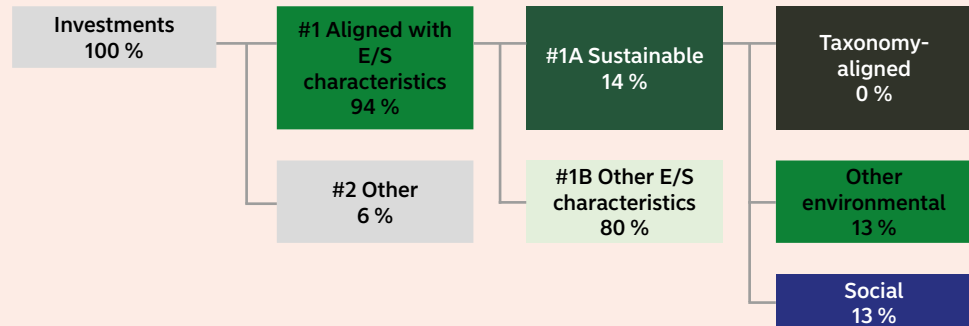 Investments
100 %
#1 Aligned with
E/S
characteristics
94 %
#2 Other
6 %
#1A Sustainable
14 %
#1B Other E/S
characteristics
80 %
Taxonomy-
aligned
0 %
Other
environmental
13 %
Social
13 %